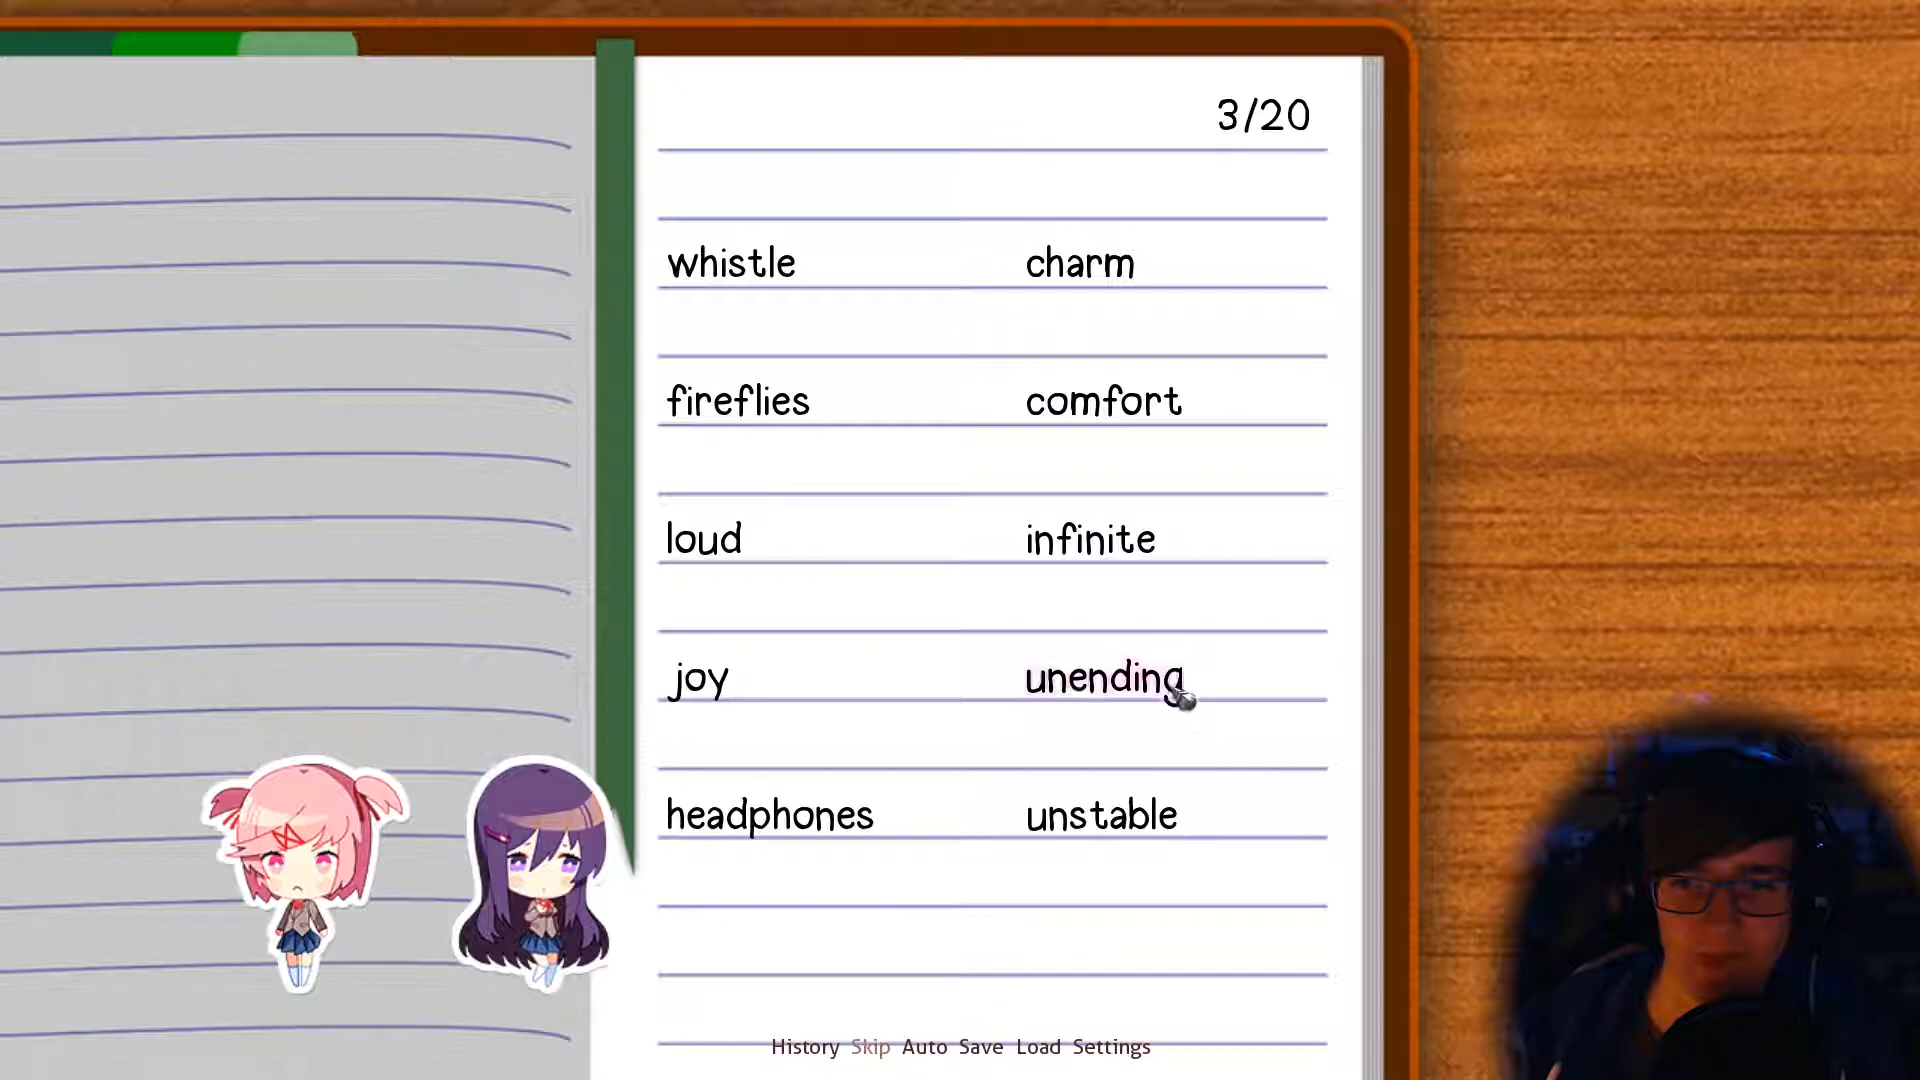 3/20
whistle charm
fireflies comfort
loud infinite
joy unending
headphones unstable
History Skip Auto Save Load Settings